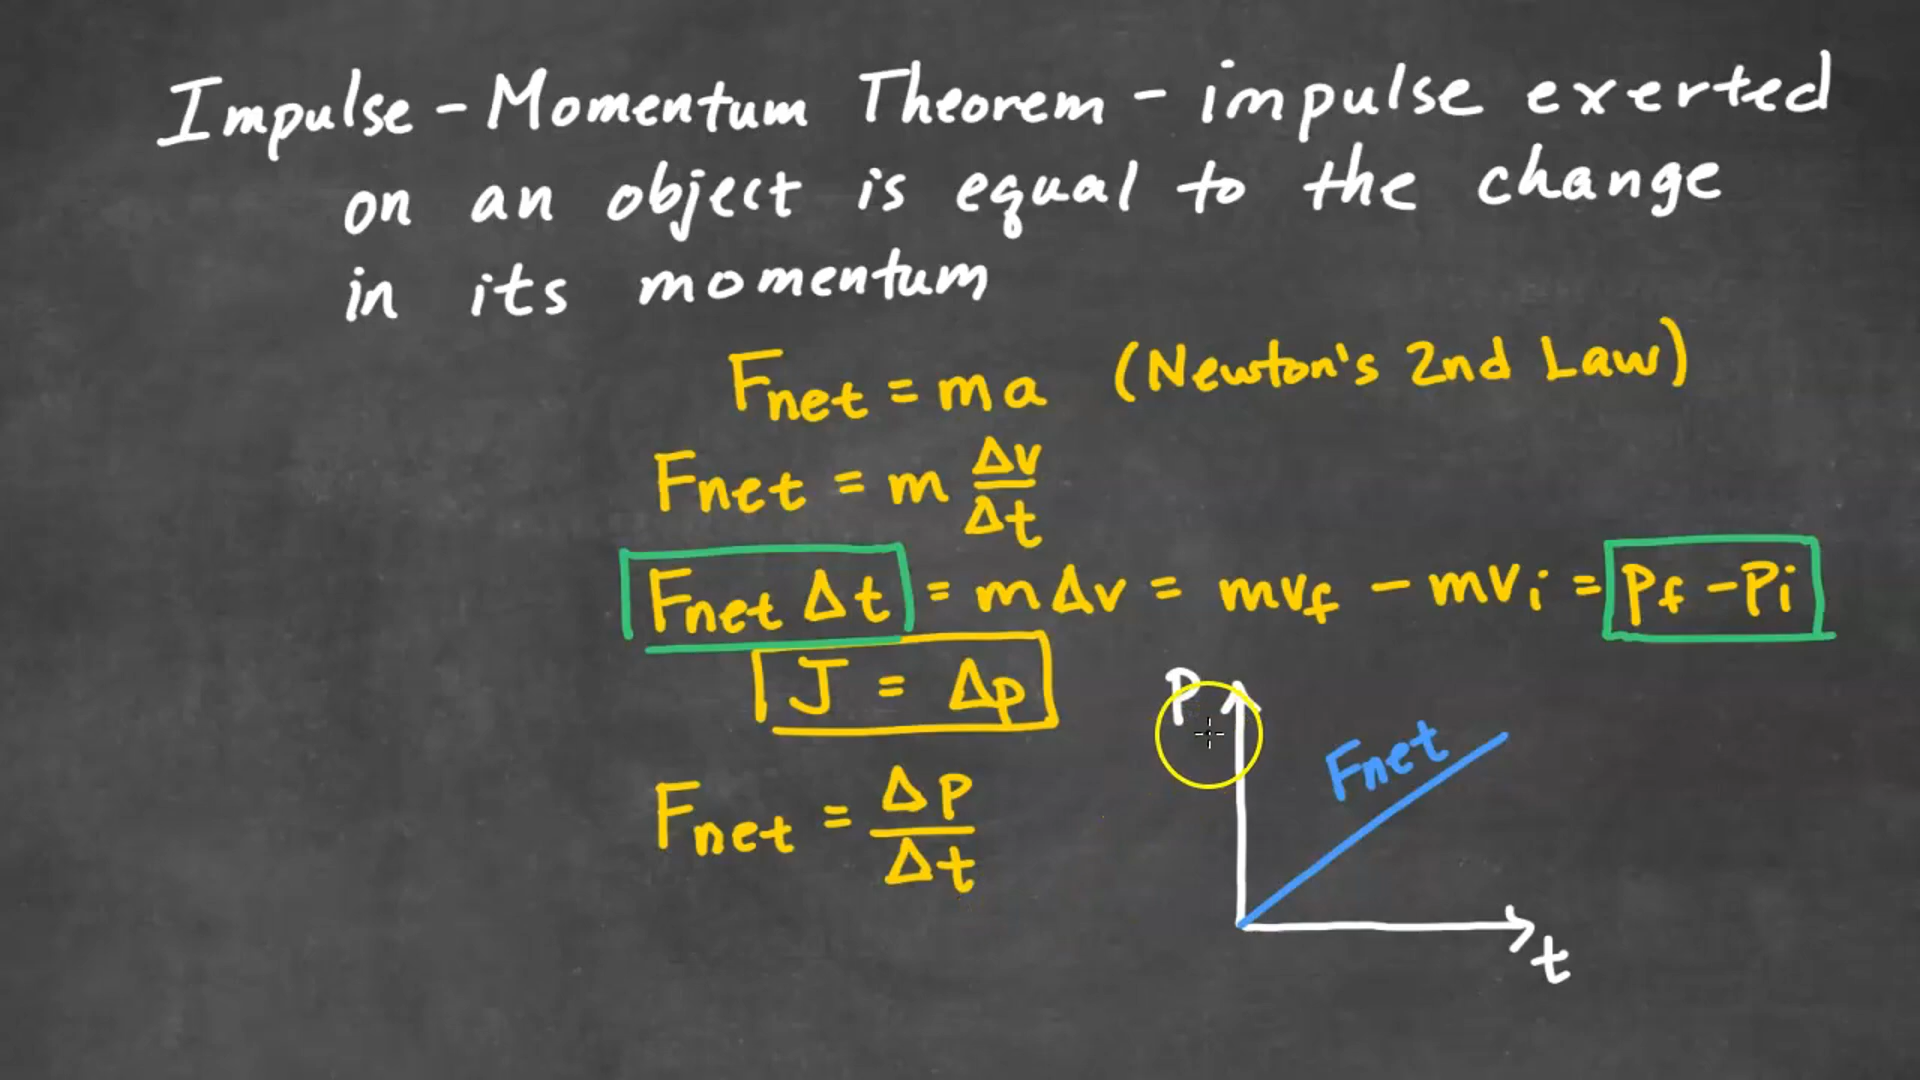 Impulse - Momentum Theorem - impulse exerted
on an object is equal to the change
in its momentum
Fnet = ma (Newton's 2nd Law)
Fnet = m Δv/Δt
Fnet Δt = mΔv = mvf - mvi = Pf - Pi
J = Δp
P
Fnet
Fnet = ΔP/Δt
t